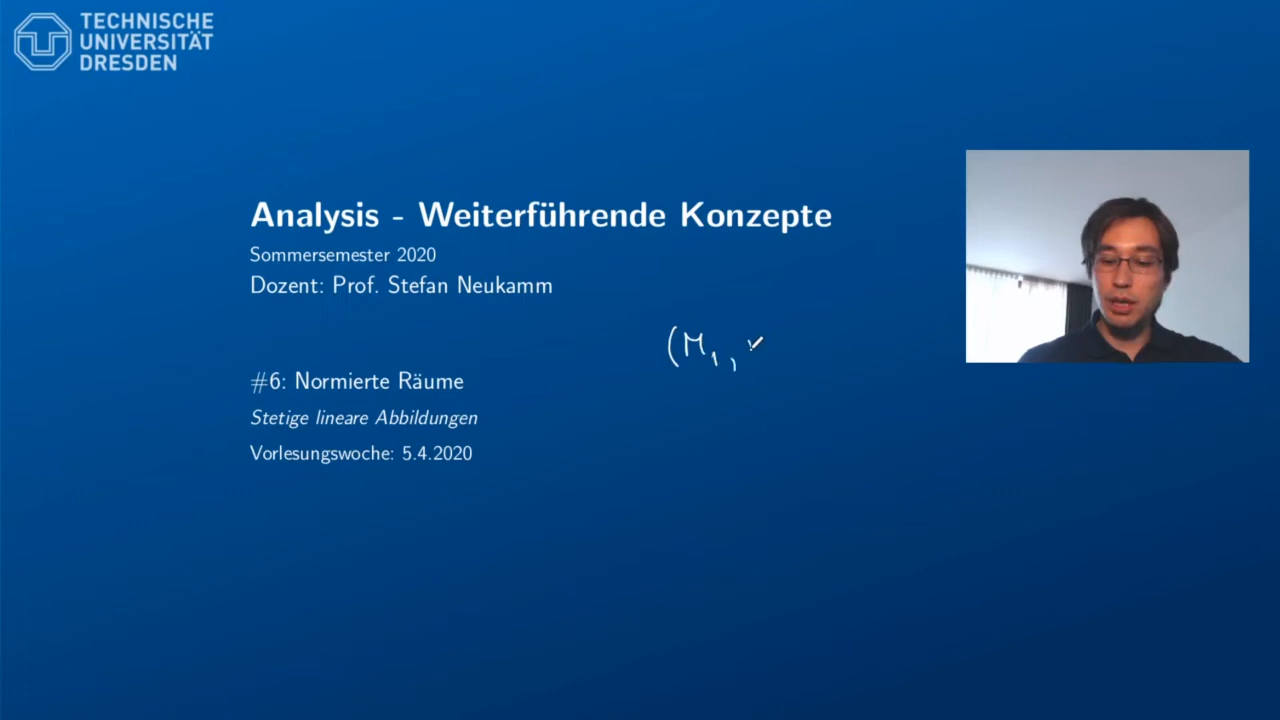 TECHNISCHE
UNIVERSITÄT
DRESDEN
Analysis - Weiterführende Konzepte
Sommersemester 2020
Dozent: Prof. Stefan Neukamm
(M₁,
#6: Normierte Räume
Stetige lineare Abbildungen
Vorlesungswoche: 5.4.2020